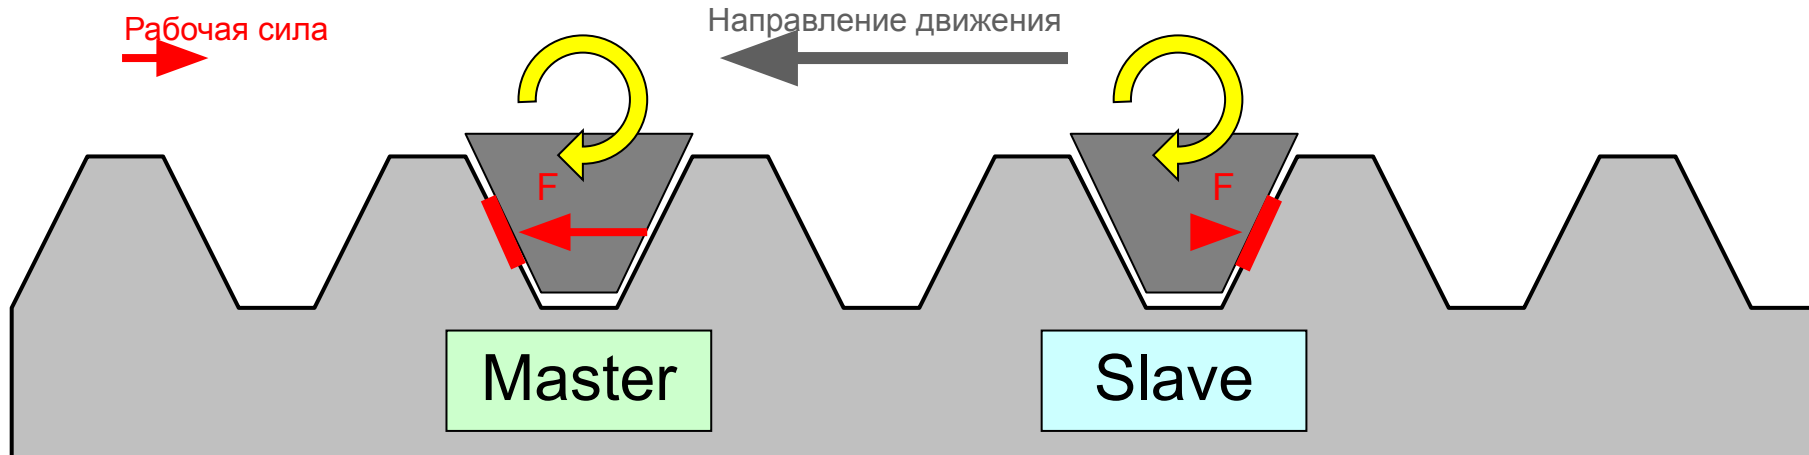 Рабочая сила
Направление движения
F
F
Master
Slave